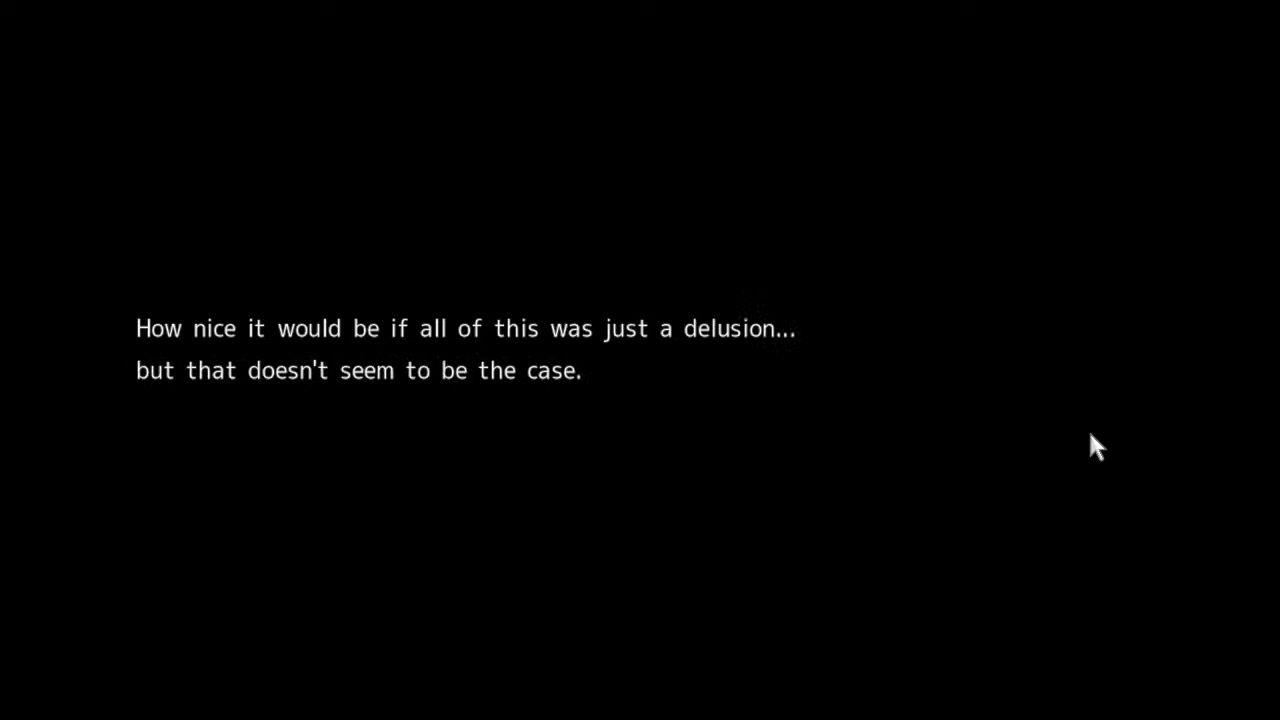 How nice it would be if all of this was just a delusion...
but that doesn't seem to be the case.